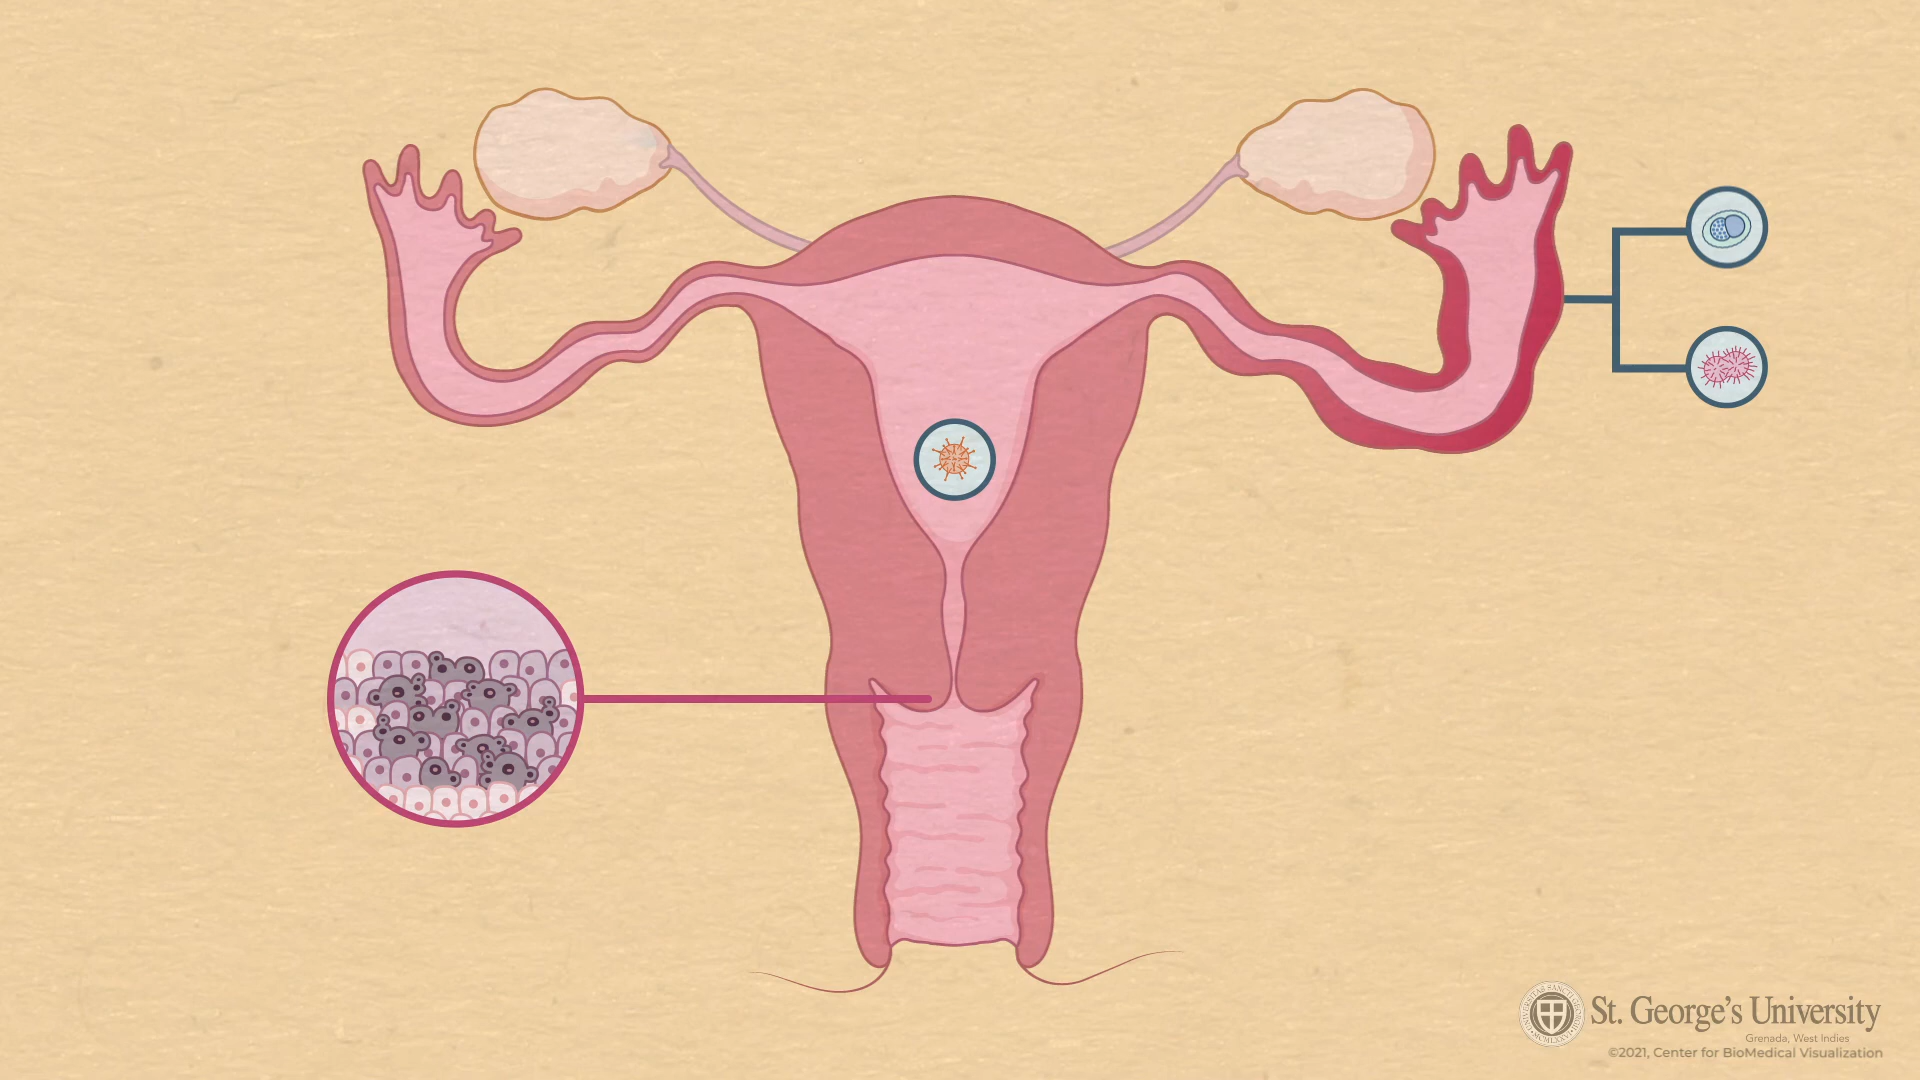 St. George's University
Grenada, West Indies
©2021, Center for BioMedical Visualization